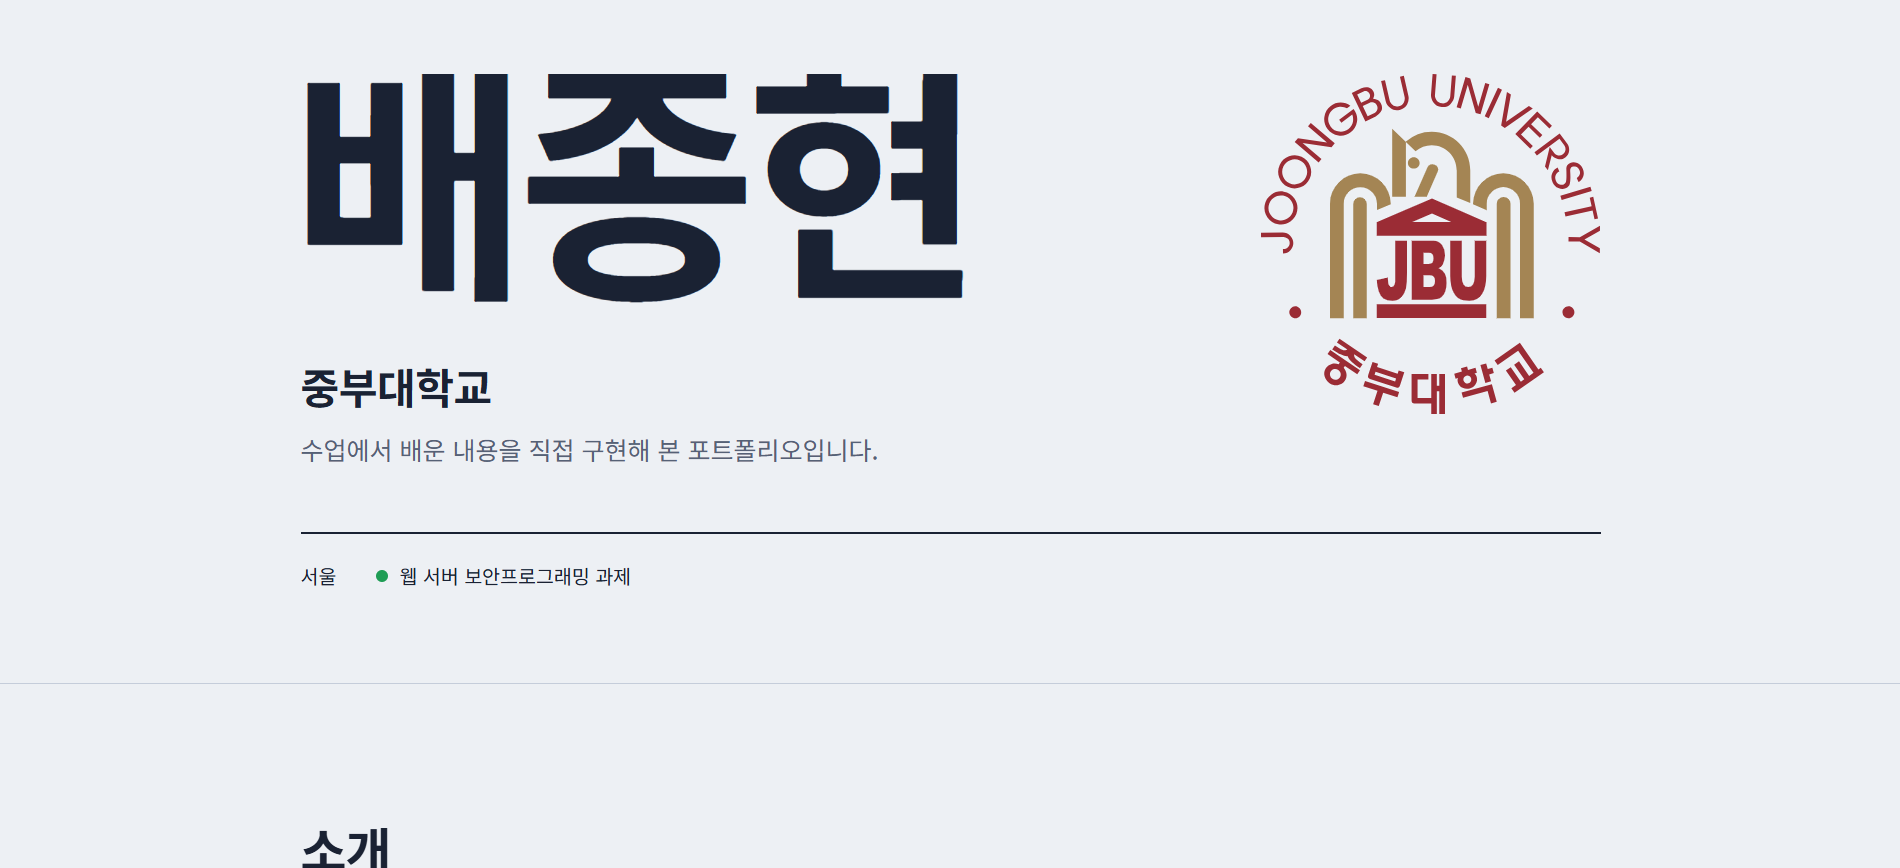 배종현
JOONGBU UNIVERSITY
JBU
중부대학교
중부대학교
수업에서 배운 내용을 직접 구현해 본 포트폴리오입니다.
서울
웹 서버 보안프로그래밍 과제
소개